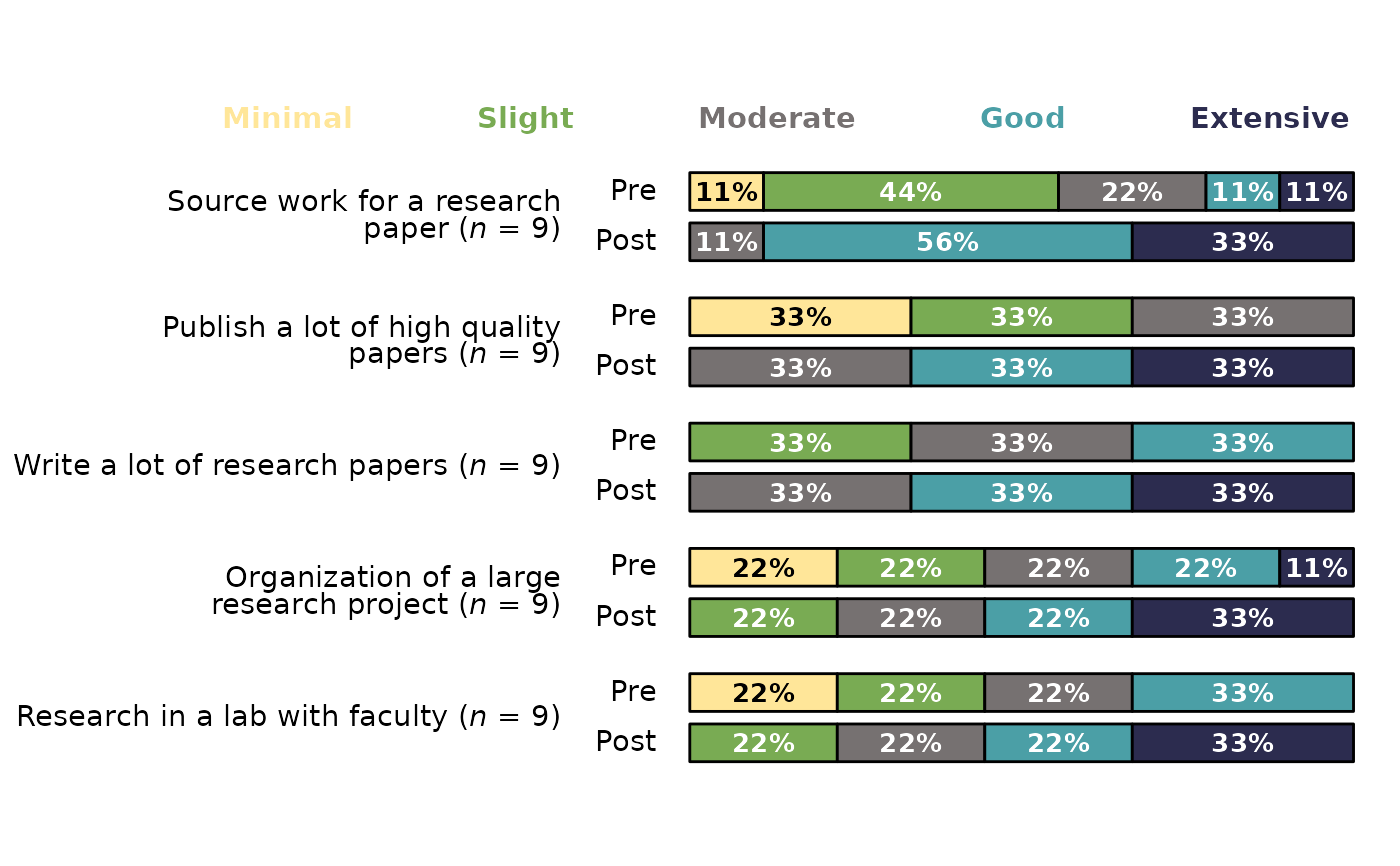 Minimal Slight Moderate Good Extensive
Source work for a research
paper (n = 9)
Pre 11% 44% 22% 11% 11%
Post 11% 56% 33%
Publish a lot of high quality
papers (n = 9)
Pre 33% 33% 33%
Post 33% 33% 33%
Write a lot of research papers (n = 9)
Pre 33% 33% 33%
Post 33% 33% 33%
Organization of a large
research project (n = 9)
Pre 22% 22% 22% 22% 11%
Post 22% 22% 22% 33%
Research in a lab with faculty (n = 9)
Pre 22% 22% 22% 33%
Post 22% 22% 22% 33%